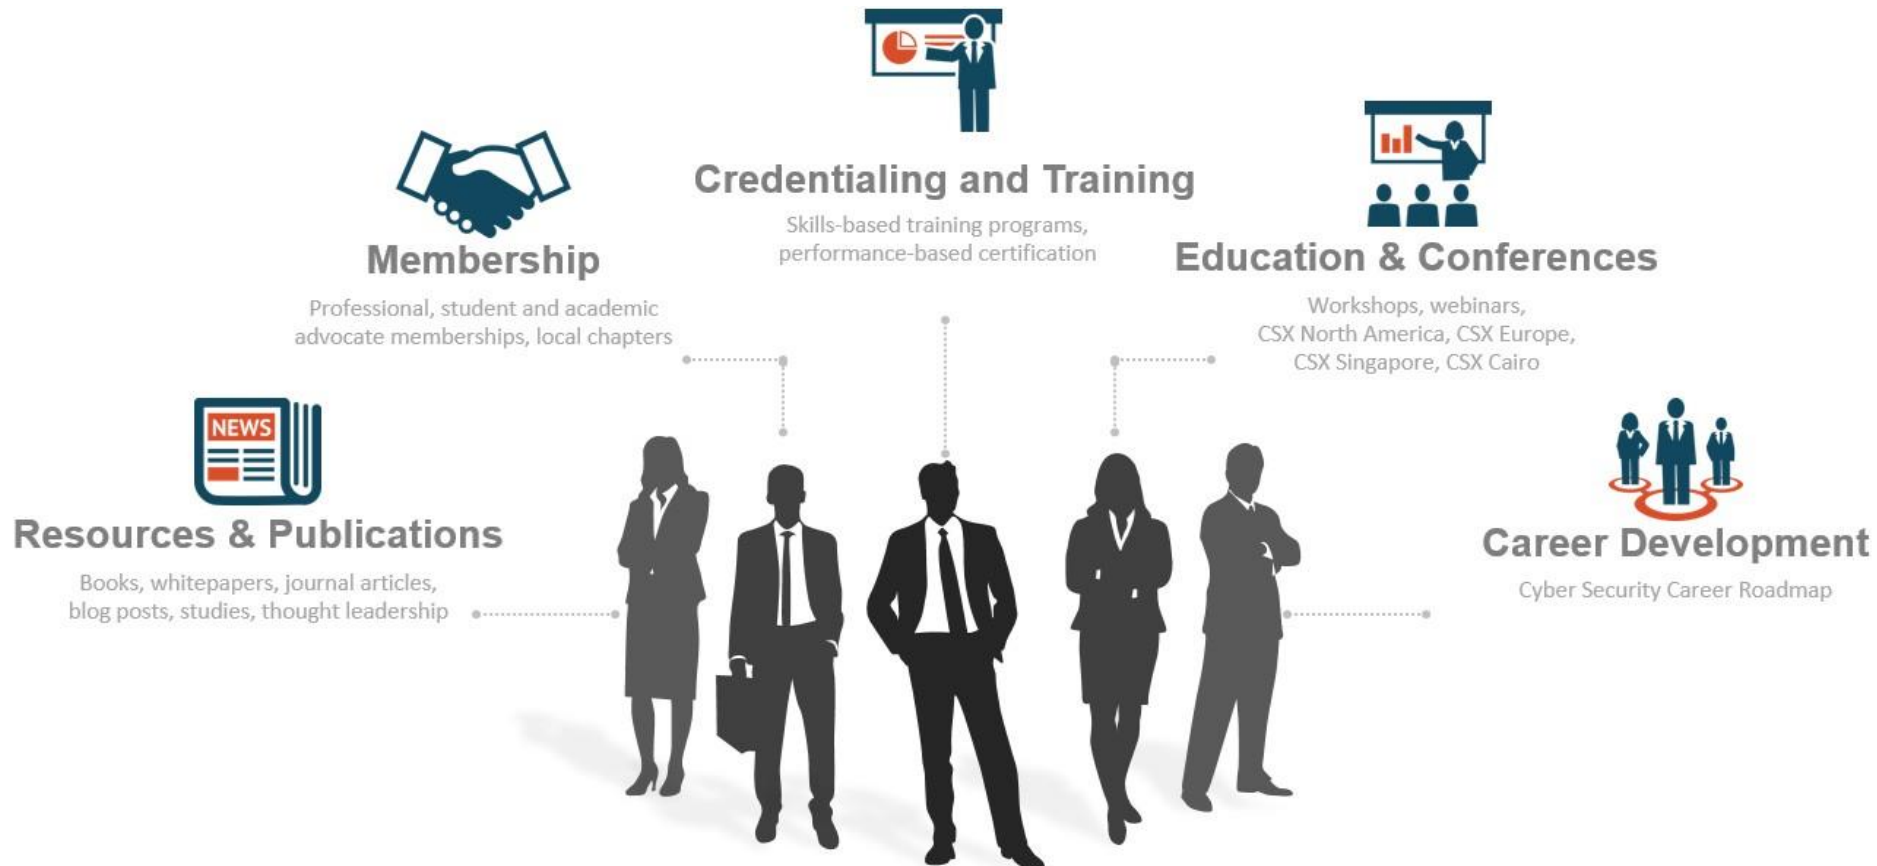 Credentialing and Training
Skills-based training programs,
performance-based certification
Membership
Professional, student and academic
advocate memberships, local chapters
Education & Conferences
Workshops, webinars,
CSX North America, CSX Europe,
CSX Singapore, CSX Cairo
NEWS
Resources & Publications
Books, whitepapers, journal articles,
blog posts, studies, thought leadership
Career Development
Cyber Security Career Roadmap